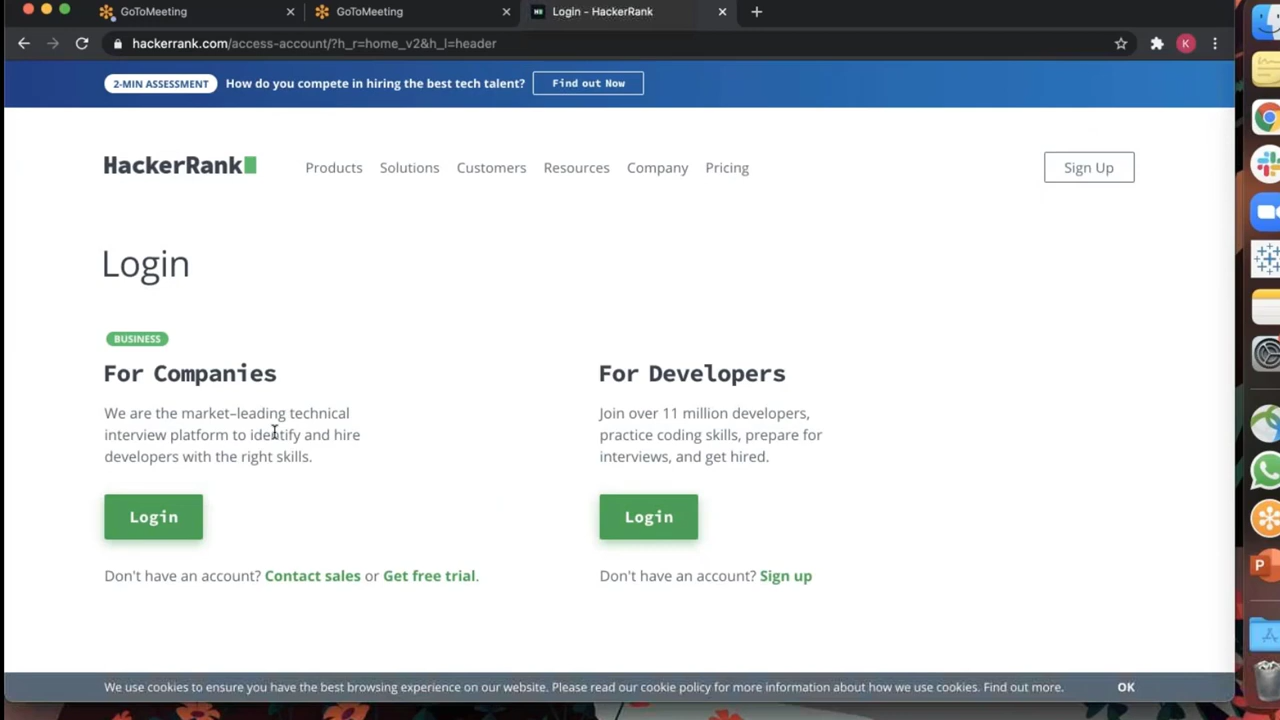 GoToMeeting
GoToMeeting
Login - HackerRank
hackerrank.com/access-account/?h_r=home_v2&h_l=header
K
2-MIN ASSESSMENT How do you compete in hiring the best tech talent? Find out Now
HackerRank Products Solutions Customers Resources Company Pricing Sign Up
Login
BUSINESS
For Companies
We are the market–leading technical
interview platform to identify and hire
developers with the right skills.
Login
Don't have an account? Contact sales or Get free trial.
For Developers
Join over 11 million developers,
practice coding skills, prepare for
interviews, and get hired.
Login
Don't have an account? Sign up
We use cookies to ensure you have the best browsing experience on our website. Please read our cookie policy for more information about how we use cookies. Find out more. OK
P